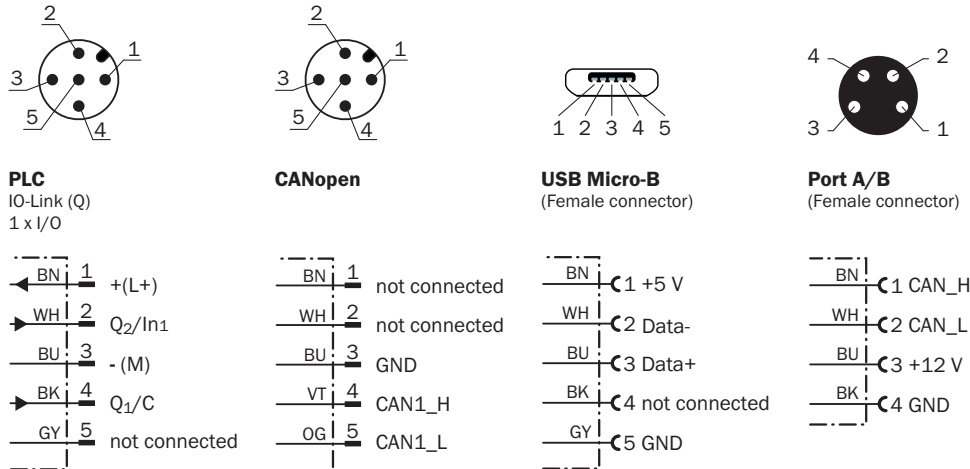 2
1
3
5
4
2
1
3
5
4
1 2 3 4 5
4
2
3
1
PLC
IO-Link (Q)
1 x I/O
CANopen
USB Micro-B
(Female connector)
Port A/B
(Female connector)
BN 1 +(L+)
WH 2 Q2/In1
BU 3 - (M)
BK 4 Q1/C
GY 5 not connected
BN 1 not connected
WH 2 not connected
BU 3 GND
VT 4 CAN1_H
OG 5 CAN1_L
BN 1 +5 V
WH 2 Data-
BU 3 Data+
BK 4 not connected
GY 5 GND
BN 1 CAN_H
WH 2 CAN_L
BU 3 +12 V
BK 4 GND